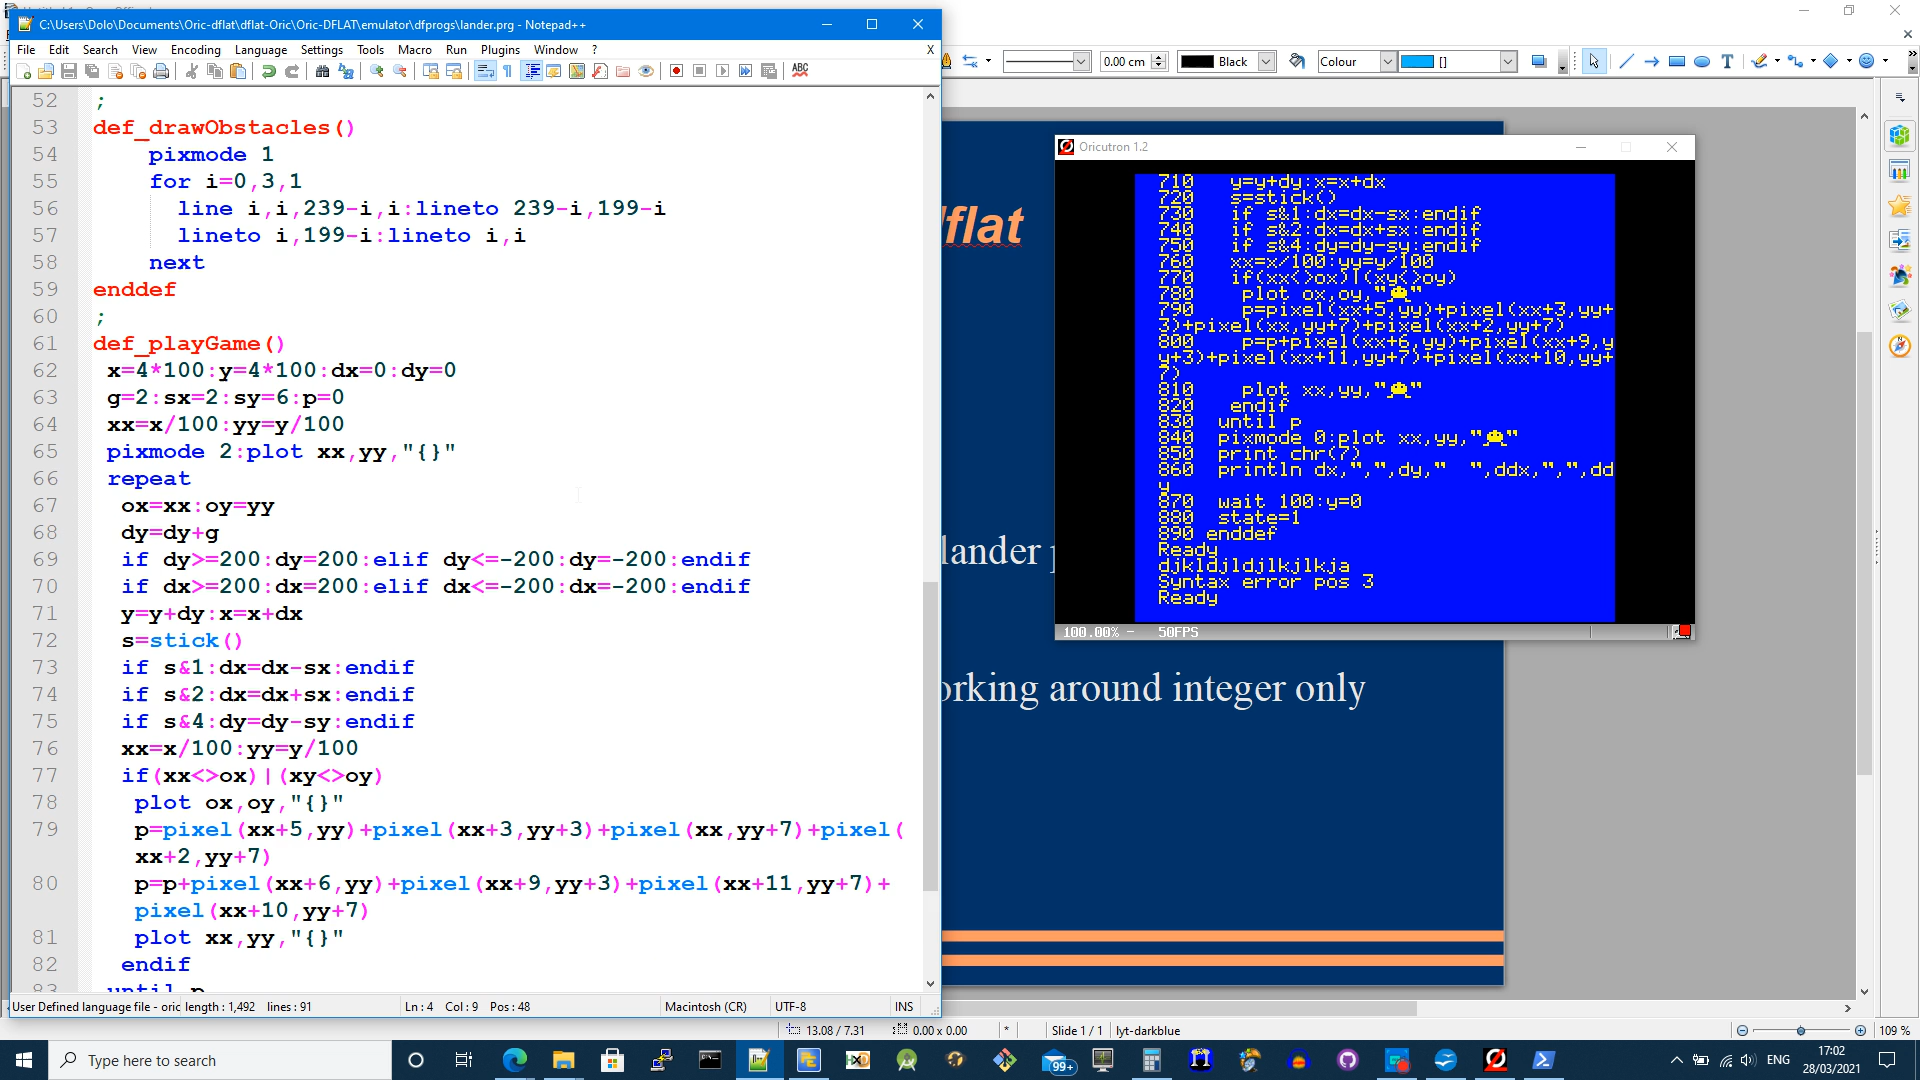 C:\Users\Dolo\Documents\Oric-dflat\dflat-Oric\Oric-DFLAT\emulator\dfprogs\lander.prg - Notepad++
File Edit Search View Encoding Language Settings Tools Macro Run Plugins Window ? X
ABC
52 ;
53 def_drawObstacles()
54 pixmode 1
55 for i=0,3,1
56 line i,i,239-i,i:lineto 239-i,199-i
57 lineto i,199-i:lineto i,i
58 next
59 enddef
60 ;
61 def_playGame()
62 x=4*100:y=4*100:dx=0:dy=0
63 g=2:sx=2:sy=6:p=0
64 xx=x/100:yy=y/100
65 pixmode 2:plot xx,yy,"{}"
66 repeat
67 ox=xx:oy=yy
68 dy=dy+g
69 if dy>=200:dy=200:elif dy<=-200:dy=-200:endif
70 if dx>=200:dx=200:elif dx<=-200:dx=-200:endif
71 y=y+dy:x=x+dx
72 s=stick()
73 if s&1:dx=dx-sx:endif
74 if s&2:dx=dx+sx:endif
75 if s&4:dy=dy-sy:endif
76 xx=x/100:yy=y/100
77 if(xx<>ox)|(xy<>oy)
78 plot ox,oy,"{}"
79 p=pixel(xx+5,yy)+pixel(xx+3,yy+3)+pixel(xx,yy+7)+pixel(
xx+2,yy+7)
80 p=p+pixel(xx+6,yy)+pixel(xx+9,yy+3)+pixel(xx+11,yy+7)+
pixel(xx+10,yy+7)
81 plot xx,yy,"{}"
82 endif
83 until p
User Defined language file - oric length : 1,492 lines : 91 Ln : 4 Col : 9 Pos : 48 Macintosh (CR) UTF-8 INS
0.00 cm Black Colour []
flat
lander
orking around integer only
Oricutron 1.2
710 y=y+dy:x=x+dx
720 s=stick()
730 if s&1:dx=dx-sx:endif
740 if s&2:dx=dx+sx:endif
750 if s&4:dy=dy-sy:endif
760 xx=x/100:yy=y/100
770 if(xx<>ox)|(xy<>oy)
780 plot ox,oy,""
790 p=pixel(xx+5,yy)+pixel(xx+3,yy+
3)+pixel(xx,yy+7)+pixel(xx+2,yy+7)
800 p=p+pixel(xx+6,yy)+pixel(xx+9,y
y+3)+pixel(xx+11,yy+7)+pixel(xx+10,yy+
7)
810 plot xx,yy,""
820 endif
830 until p
840 pixmode 0:plot xx,yy,""
850 print chr(7)
860 println dx,",",dy," ",ddx,",",dd
y
870 wait 100:y=0
880 state=1
890 enddef
Ready
djkldjldjlkjlkja
Syntax error pos 3
Ready
100.00% - 50FPS
13.08 / 7.31 0.00 x 0.00 * Slide 1 / 1 lyt-darkblue 109 %
Type here to search
99+
ENG
17:02
28/03/2021